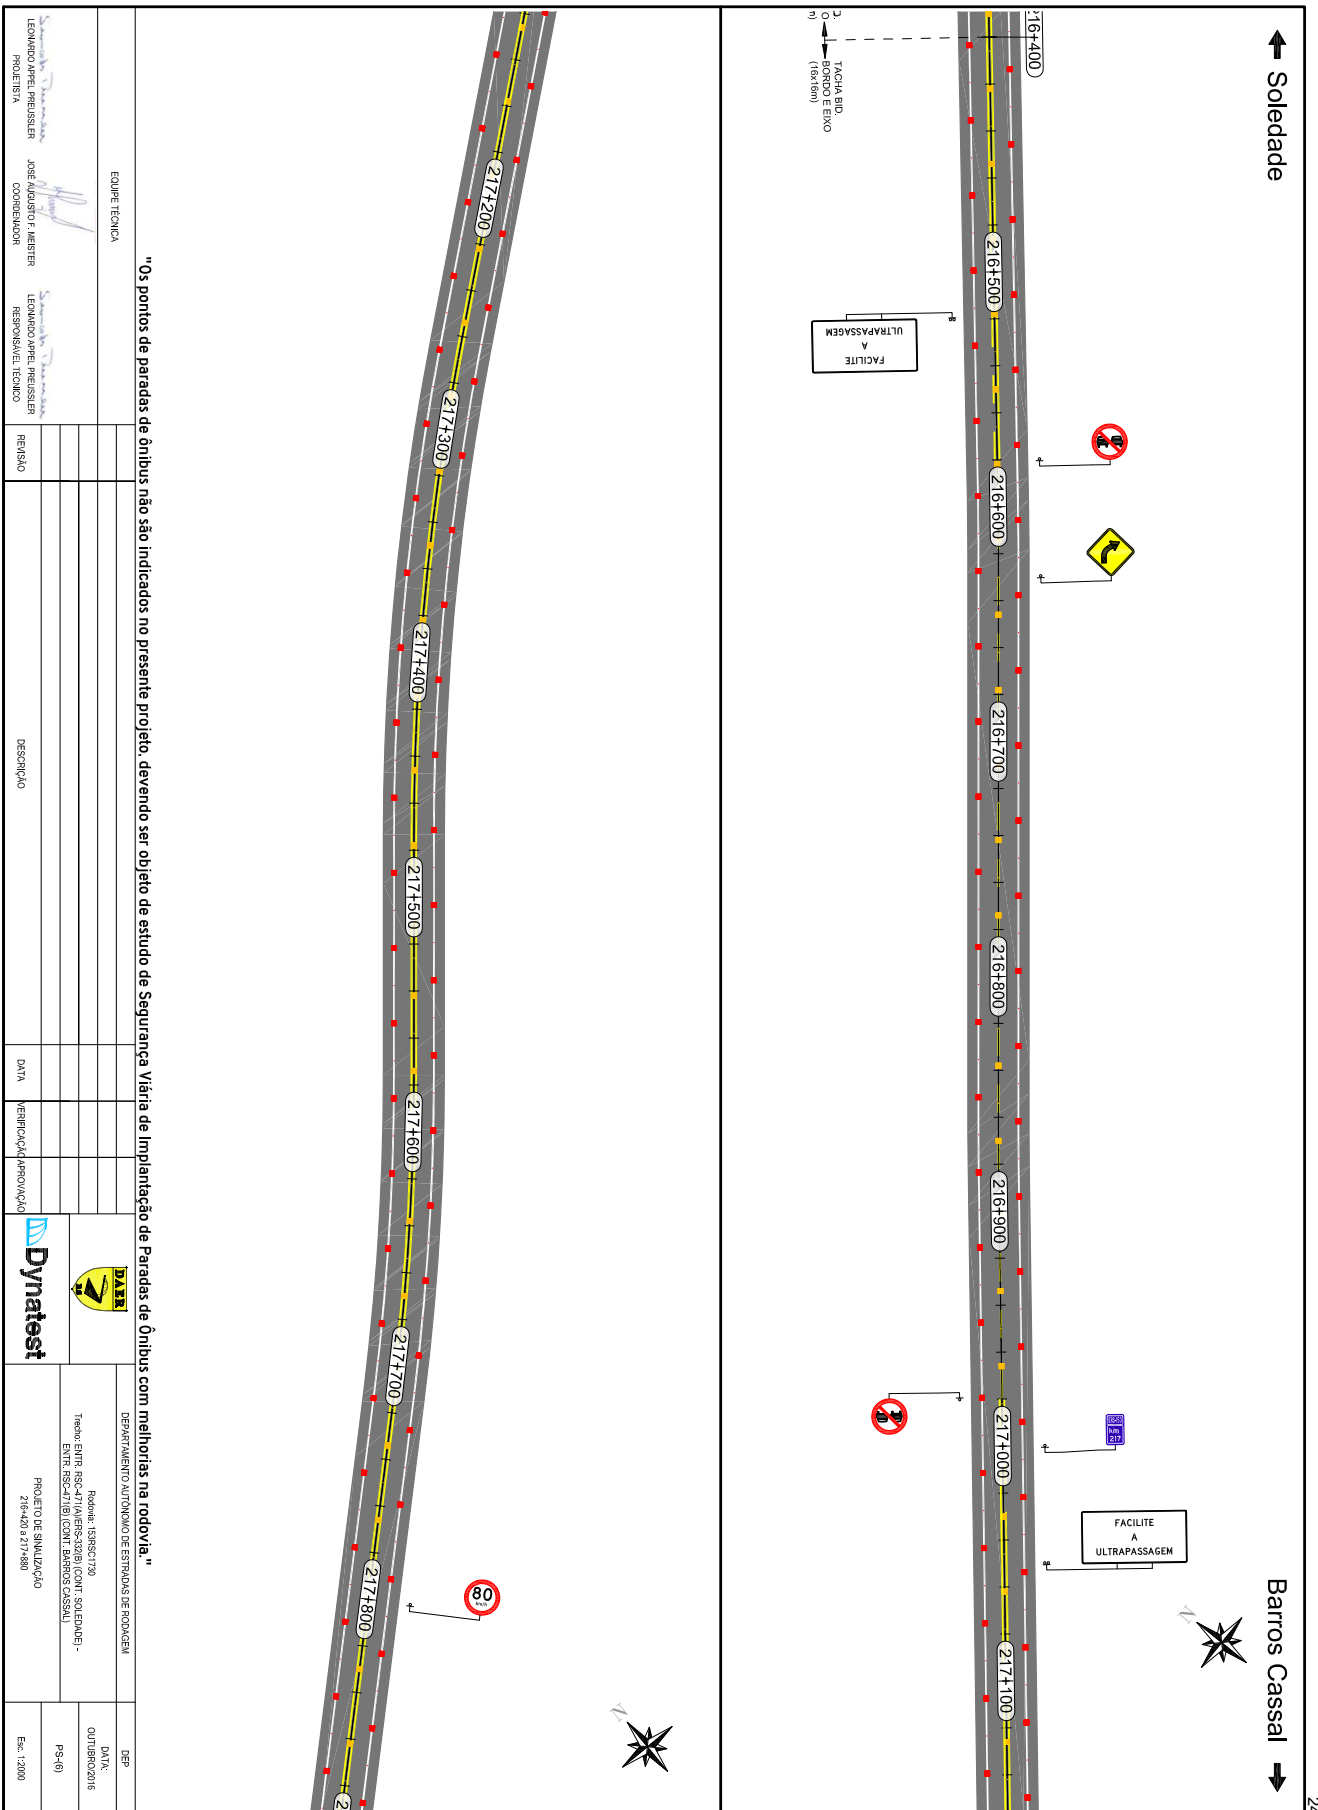 Soledade
Barros Cassal
24
216+400
216+500
216+600
216+700
216+800
216+900
217+000
217+100
TACHA BID.
BORDO E EIXO
(16x16m)
FACILITE
A
ULTRAPASSAGEM
km
217
FACILITE
A
ULTRAPASSAGEM
N
217+200
217+300
217+400
217+500
217+600
217+700
217+800
80
km/h
N
"Os pontos de paradas de ônibus não são indicados no presente projeto, devendo ser objeto de estudo de Segurança Viária de Implantação de Paradas de Ônibus com melhorias na rodovia."
EQUIPE TÉCNICA
LEONARDO APPEL PREUSSLER
PROJETISTA
JOSÉ AUGUSTO F. MEISTER
COORDENADOR
LEONARDO APPEL PREUSSLER
RESPONSÁVEL TÉCNICO
REVISÃO
DESCRIÇÃO
DATA
VERIFICAÇÃO
APROVAÇÃO
DAER
RS
Dynatest
DEPARTAMENTO AUTÔNOMO DE ESTRADAS DE RODAGEM
Rodovia: 153RSC1730
Trecho: ENTR. RSC-471(A)/ERS-332(B) (CONT. SOLEDADE) -
ENTR. RSC-471(B) (CONT. BARROS CASSAL)
PROJETO DE SINALIZAÇÃO
216+420 a 217+880
DEP
DATA:
OUTUBRO/2016
PS-(6)
Esc. 1:2000